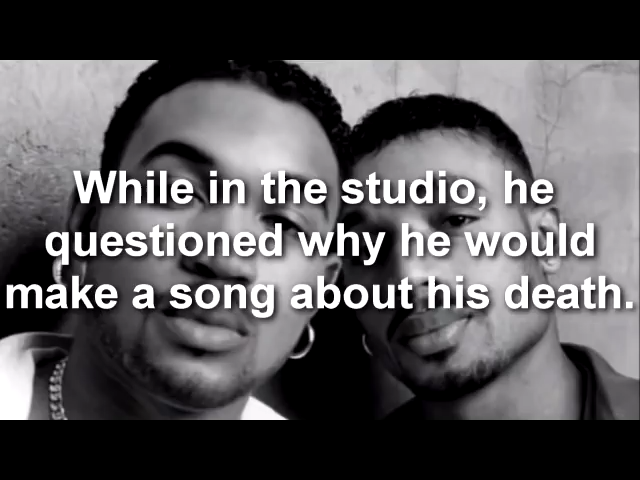 While in the studio, he
questioned why he would
make a song about his death.